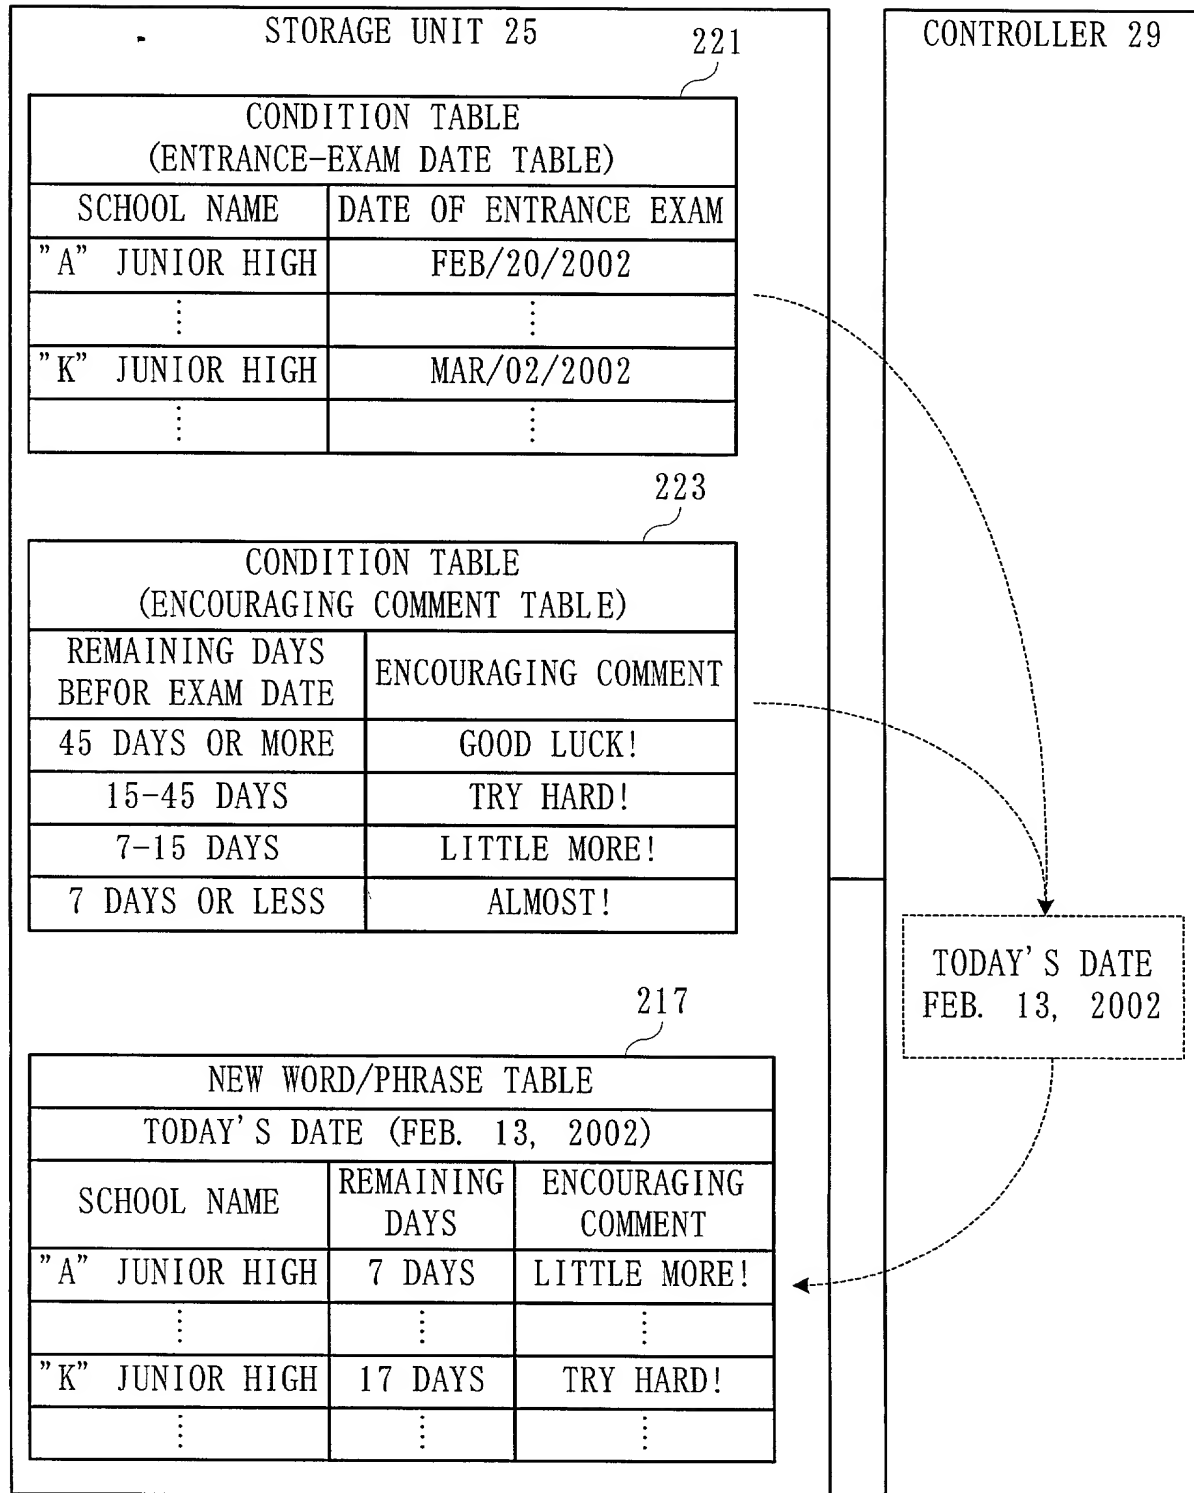 STORAGE UNIT 25
CONTROLLER 29
221
CONDITION TABLE
(ENTRANCE-EXAM DATE TABLE)
SCHOOL NAME DATE OF ENTRANCE EXAM
"A" JUNIOR HIGH FEB/20/2002
⋮ ⋮
"K" JUNIOR HIGH MAR/02/2002
⋮ ⋮
223
CONDITION TABLE
(ENCOURAGING COMMENT TABLE)
REMAINING DAYS
BEFOR EXAM DATE
ENCOURAGING COMMENT
45 DAYS OR MORE GOOD LUCK!
15-45 DAYS TRY HARD!
7-15 DAYS LITTLE MORE!
7 DAYS OR LESS ALMOST!
TODAY'S DATE
FEB. 13, 2002
217
NEW WORD/PHRASE TABLE
TODAY'S DATE (FEB. 13, 2002)
SCHOOL NAME
REMAINING
DAYS
ENCOURAGING
COMMENT
"A" JUNIOR HIGH 7 DAYS LITTLE MORE!
⋮ ⋮ ⋮
"K" JUNIOR HIGH 17 DAYS TRY HARD!
⋮ ⋮ ⋮